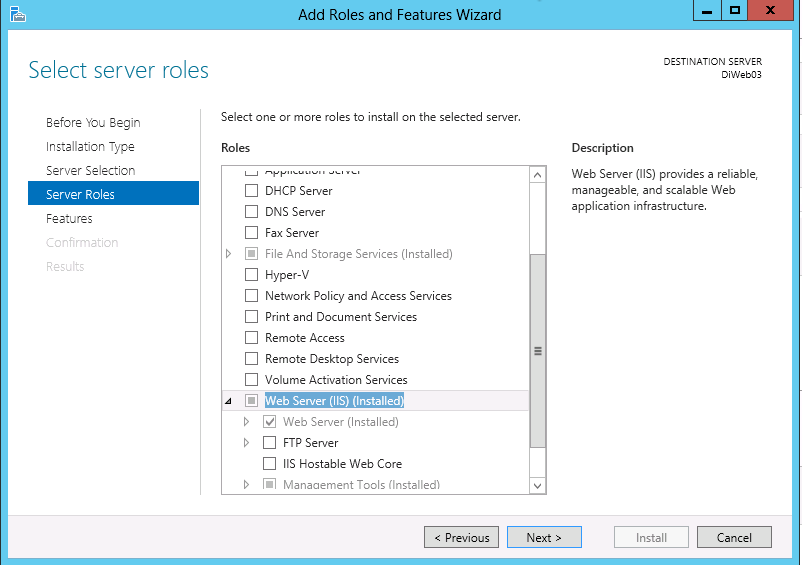 Add Roles and Features Wizard
Select server roles
DESTINATION SERVER
DiWeb03
Before You Begin
Installation Type
Server Selection
Server Roles
Features
Confirmation
Results
Select one or more roles to install on the selected server.
Roles
Application Server
DHCP Server
DNS Server
Fax Server
File And Storage Services (Installed)
Hyper-V
Network Policy and Access Services
Print and Document Services
Remote Access
Remote Desktop Services
Volume Activation Services
Web Server (IIS) (Installed)
Web Server (Installed)
FTP Server
IIS Hostable Web Core
Management Tools (Installed)
Description
Web Server (IIS) provides a reliable,
manageable, and scalable Web
application infrastructure.
< Previous
Next >
Install
Cancel